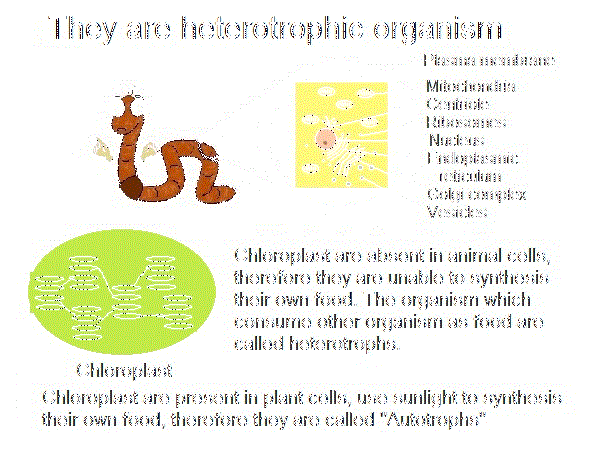 They are heterotrophic organism
Plasma membrane
Mitochondria
Centriole
Ribosomes
Nucleus
Endoplasmic
reticulum
Golgi complex
Vesicles
Chloroplast are absent in animal cells,
therefore they are unable to synthesis
their own food. The organism which
consume other organism as food are
called heterotrophs.
Chloroplast
Chloroplast are present in plant cells, use sunlight to synthesis
their own food, therefore they are called "Autotrophs"